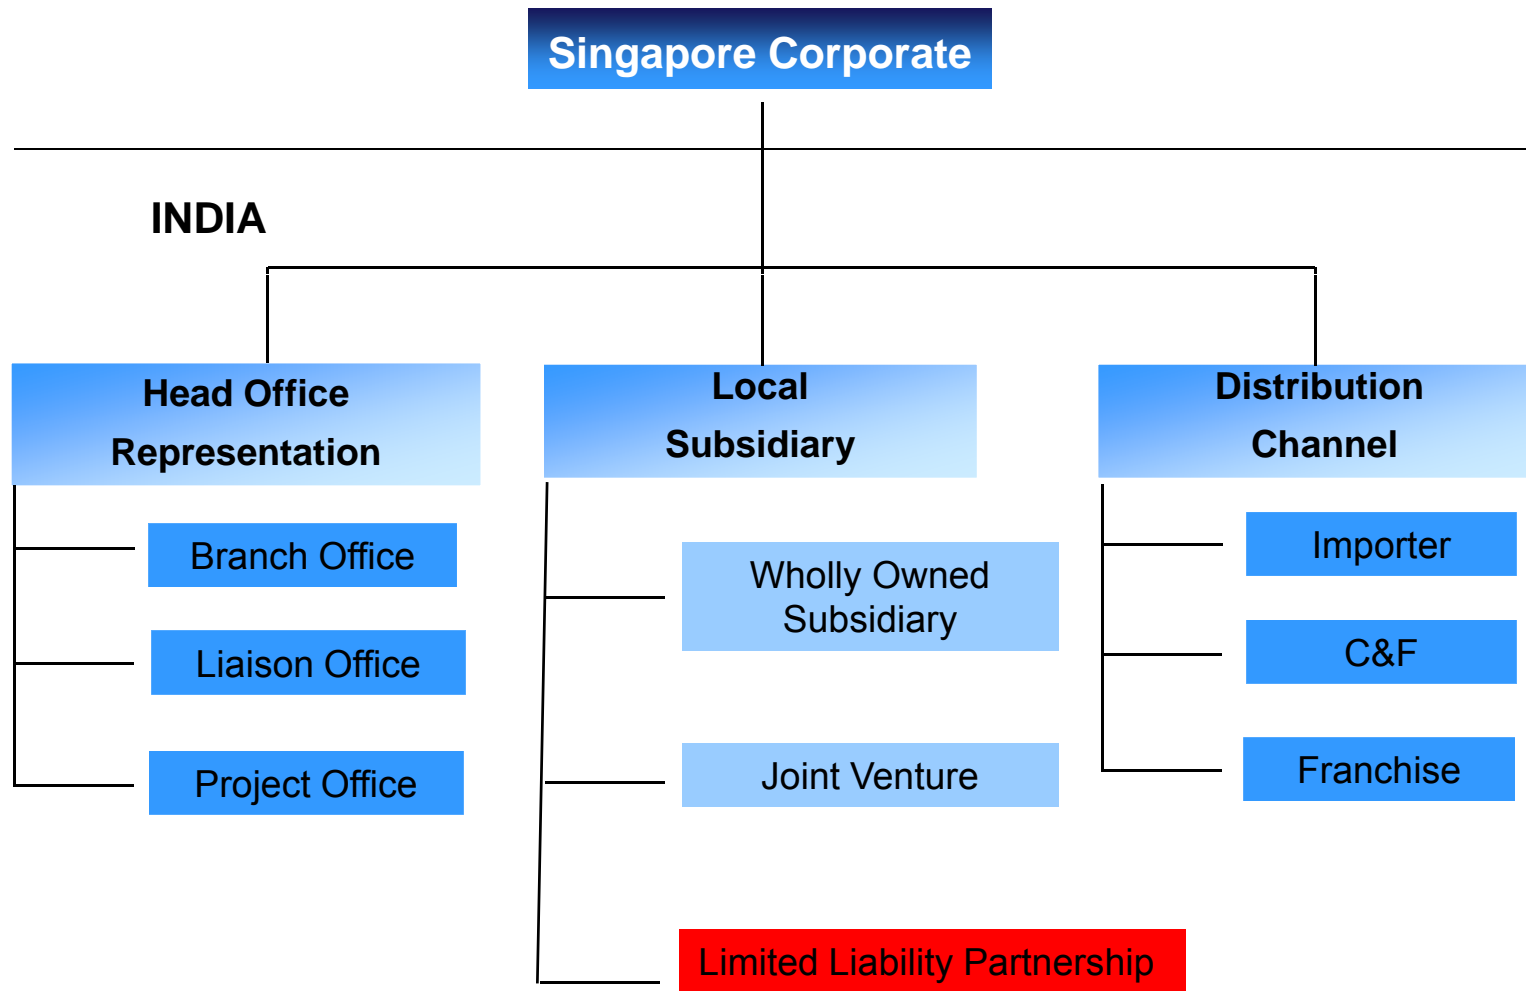 Singapore Corporate
INDIA
Head Office
Representation
Branch Office
Liaison Office
Project Office
Local
Subsidiary
Wholly Owned
Subsidiary
Joint Venture
Limited Liability Partnership
Distribution
Channel
Importer
C&F
Franchise